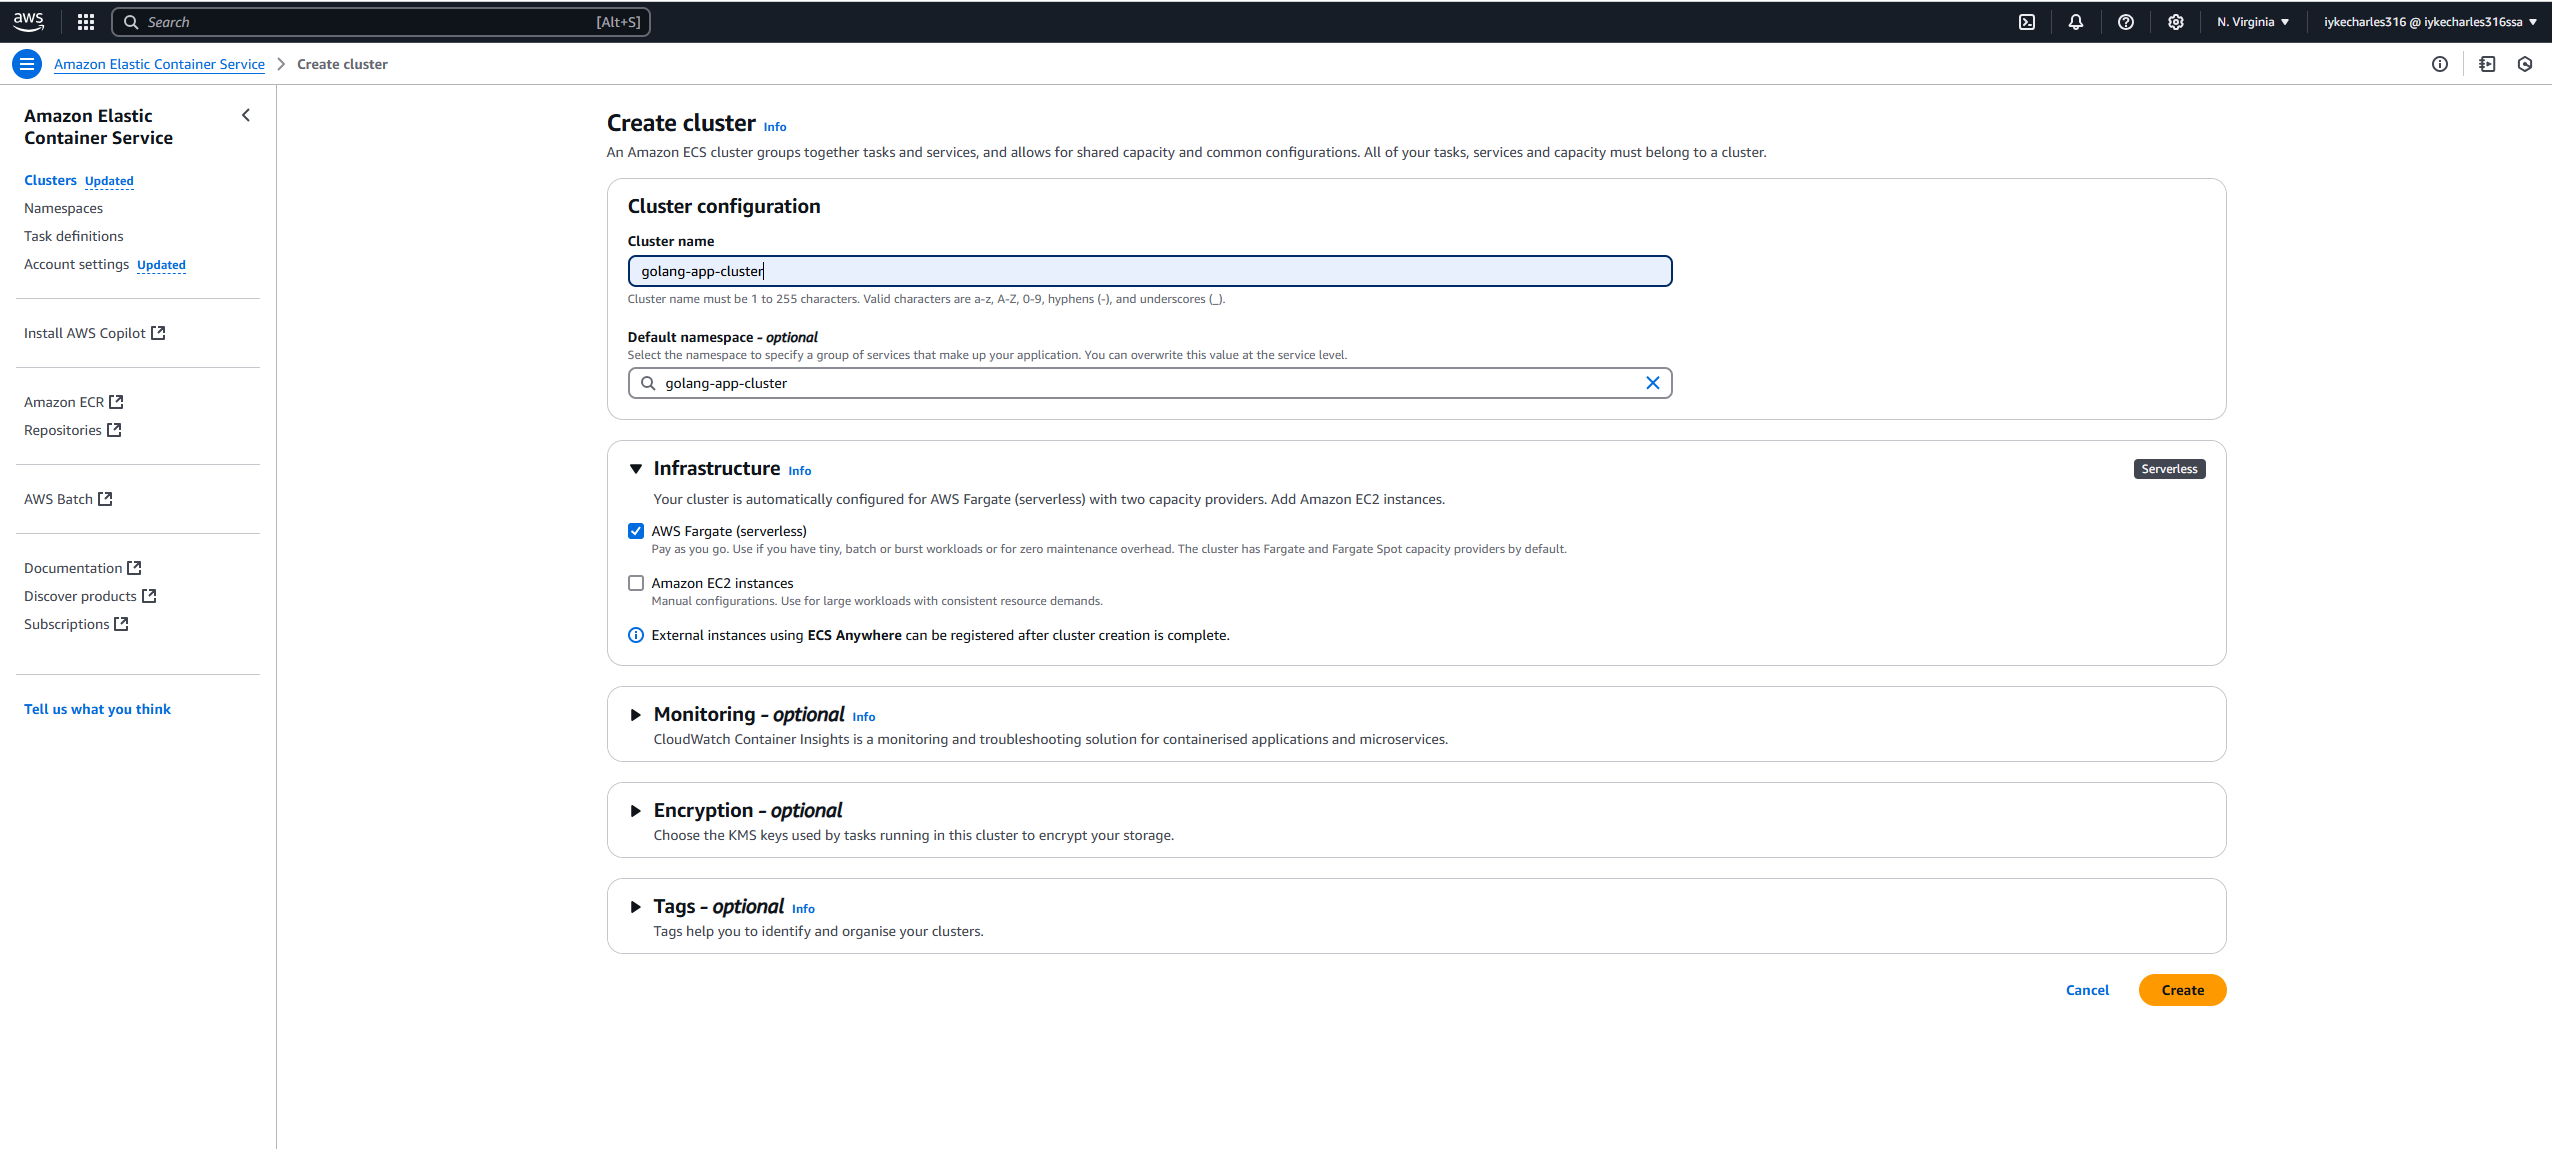 aws
Search [Alt+S]
N. Virginia
iykecharles316 @ iykecharles316ssa
Amazon Elastic Container Service
Create cluster
Amazon Elastic
Container Service
Clusters Updated
Namespaces
Task definitions
Account settings Updated
Install AWS Copilot
Amazon ECR
Repositories
AWS Batch
Documentation
Discover products
Subscriptions
Tell us what you think
Create cluster Info
An Amazon ECS cluster groups together tasks and services, and allows for shared capacity and common configurations. All of your tasks, services and capacity must belong to a cluster.
Cluster configuration
Cluster name
golang-app-cluster
Cluster name must be 1 to 255 characters. Valid characters are a-z, A-Z, 0-9, hyphens (-), and underscores (_).
Default namespace - optional
Select the namespace to specify a group of services that make up your application. You can overwrite this value at the service level.
golang-app-cluster
Infrastructure Info
Serverless
Your cluster is automatically configured for AWS Fargate (serverless) with two capacity providers. Add Amazon EC2 instances.
AWS Fargate (serverless)
Pay as you go. Use if you have tiny, batch or burst workloads or for zero maintenance overhead. The cluster has Fargate and Fargate Spot capacity providers by default.
Amazon EC2 instances
Manual configurations. Use for large workloads with consistent resource demands.
External instances using ECS Anywhere can be registered after cluster creation is complete.
Monitoring - optional Info
CloudWatch Container Insights is a monitoring and troubleshooting solution for containerised applications and microservices.
Encryption - optional
Choose the KMS keys used by tasks running in this cluster to encrypt your storage.
Tags - optional Info
Tags help you to identify and organise your clusters.
Cancel
Create